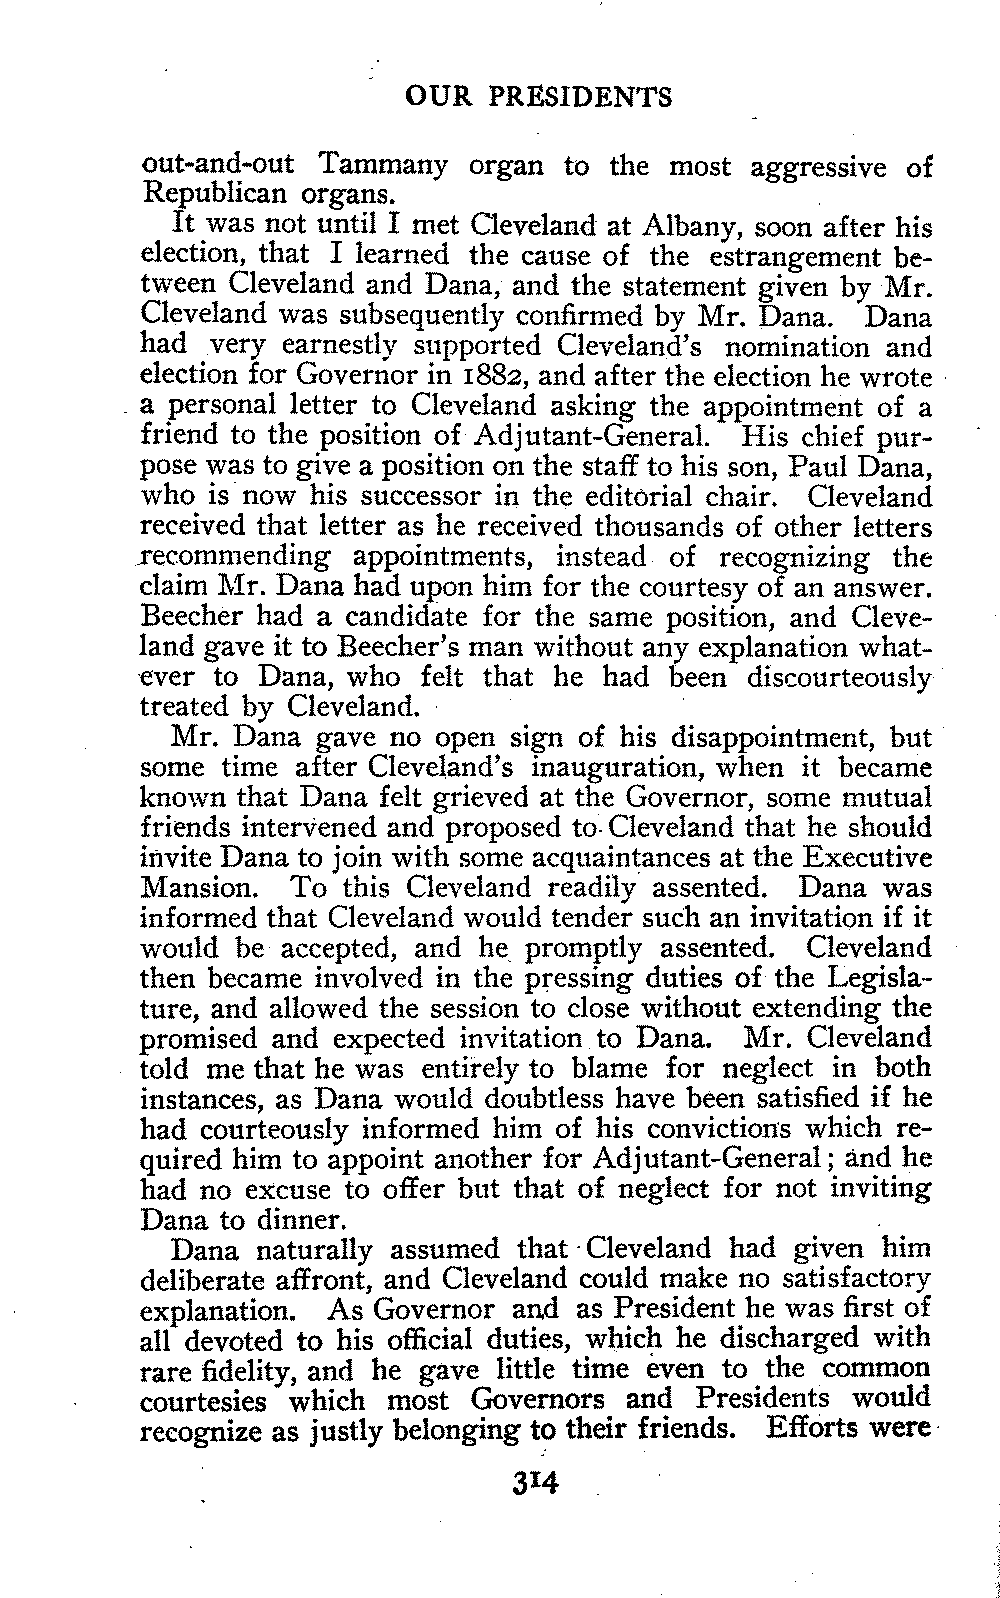 OUR PRESIDENTS
out-and-out Tammany organ to the most aggressive of
Republican organs.
It was not until I met Cleveland at Albany, soon after his
election, that I learned the cause of the estrangement be-
tween Cleveland and Dana, and the statement given by Mr.
Cleveland was subsequently confirmed by Mr. Dana. Dana
had very earnestly supported Cleveland's nomination and
election for Governor in 1882, and after the election he wrote
a personal letter to Cleveland asking the appointment of a
friend to the position of Adjutant-General. His chief pur-
pose was to give a position on the staff to his son, Paul Dana,
who is now his successor in the editorial chair. Cleveland
received that letter as he received thousands of other letters
recommending appointments, instead of recognizing the
claim Mr. Dana had upon him for the courtesy of an answer.
Beecher had a candidate for the same position, and Cleve-
land gave it to Beecher's man without any explanation what-
ever to Dana, who felt that he had been discourteously
treated by Cleveland.
Mr. Dana gave no open sign of his disappointment, but
some time after Cleveland's inauguration, when it became
known that Dana felt grieved at the Governor, some mutual
friends intervened and proposed to Cleveland that he should
invite Dana to join with some acquaintances at the Executive
Mansion. To this Cleveland readily assented. Dana was
informed that Cleveland would tender such an invitation if it
would be accepted, and he promptly assented. Cleveland
then became involved in the pressing duties of the Legisla-
ture, and allowed the session to close without extending the
promised and expected invitation to Dana. Mr. Cleveland
told me that he was entirely to blame for neglect in both
instances, as Dana would doubtless have been satisfied if he
had courteously informed him of his convictions which re-
quired him to appoint another for Adjutant-General; and he
had no excuse to offer but that of neglect for not inviting
Dana to dinner.
Dana naturally assumed that Cleveland had given him
deliberate affront, and Cleveland could make no satisfactory
explanation. As Governor and as President he was first of
all devoted to his official duties, which he discharged with
rare fidelity, and he gave little time even to the common
courtesies which most Governors and Presidents would
recognize as justly belonging to their friends. Efforts were
314